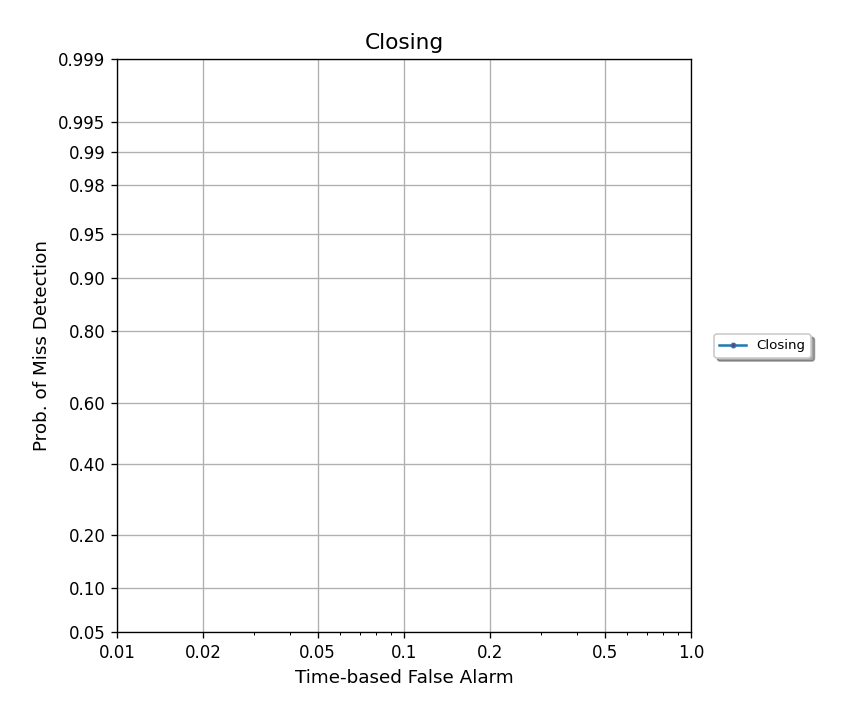 Closing
0.999
0.995
0.99
0.98
0.95
0.90
0.80
0.60
0.40
0.20
0.10
0.05
Prob. of Miss Detection
0.01 0.02 0.05 0.1 0.2 0.5 1.0
Time-based False Alarm
Closing